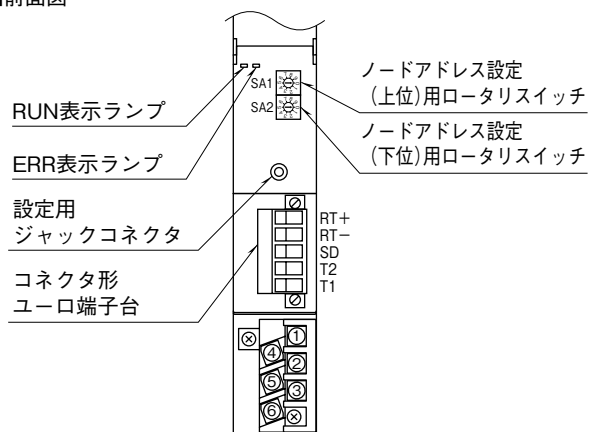 SA1
SA2
RUN表示ランプ
ERR表示ランプ
設定用
ジャックコネクタ
コネクタ形
ユーロ端子台
ノードアドレス設定
(上位)用ロータリスイッチ
ノードアドレス設定
(下位)用ロータリスイッチ
RT+
RT−
SD
T2
T1
①
④
②
⑤
③
⑥